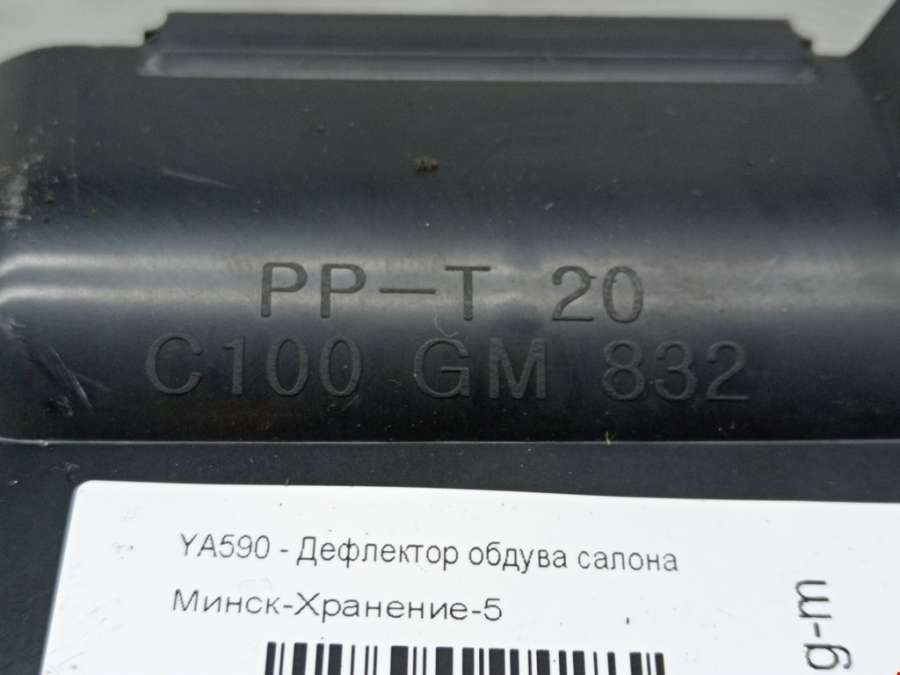 PP-T 20
C100 GM 832
YA590 - Дефлектор обдува салона
Минск-Хранение-5
g-m